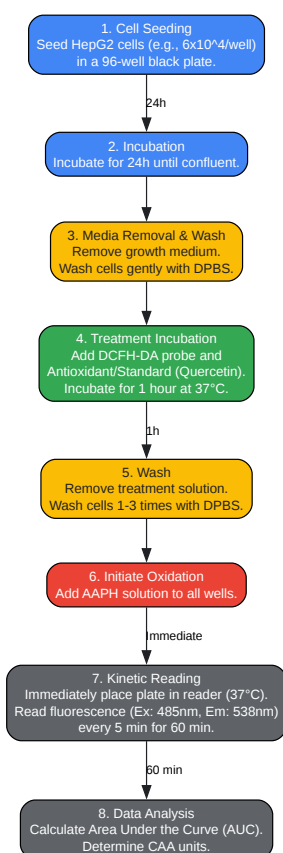 1. Cell Seeding
Seed HepG2 cells (e.g., 6x10^4/well)
in a 96-well black plate.
24h
2. Incubation
Incubate for 24h until confluent.
3. Media Removal & Wash
Remove growth medium.
Wash cells gently with DPBS.
4. Treatment Incubation
Add DCFH-DA probe and
Antioxidant/Standard (Quercetin).
Incubate for 1 hour at 37°C.
1h
5. Wash
Remove treatment solution.
Wash cells 1-3 times with DPBS.
6. Initiate Oxidation
Add AAPH solution to all wells.
Immediate
7. Kinetic Reading
Immediately place plate in reader (37°C).
Read fluorescence (Ex: 485nm, Em: 538nm)
every 5 min for 60 min.
60 min
8. Data Analysis
Calculate Area Under the Curve (AUC).
Determine CAA units.